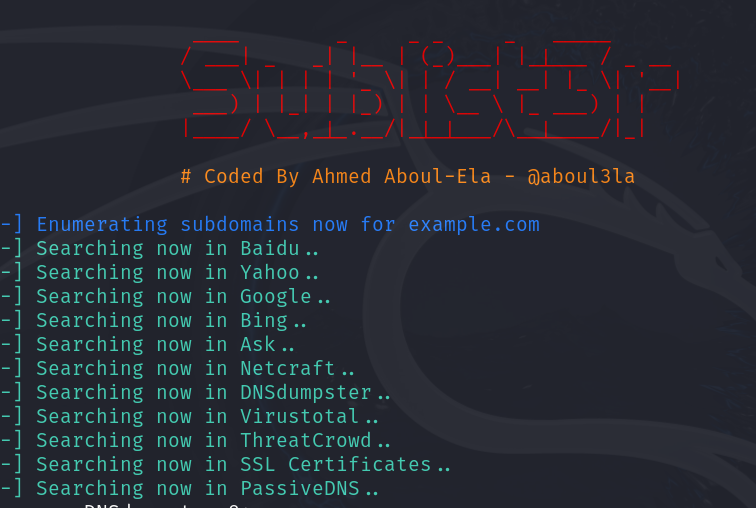 Sublist3r
# Coded By Ahmed Aboul-Ela - @aboul3la
-] Enumerating subdomains now for example.com
-] Searching now in Baidu..
-] Searching now in Yahoo..
-] Searching now in Google..
-] Searching now in Bing..
-] Searching now in Ask..
-] Searching now in Netcraft..
-] Searching now in DNSdumpster..
-] Searching now in Virustotal..
-] Searching now in ThreatCrowd..
-] Searching now in SSL Certificates..
-] Searching now in PassiveDNS..